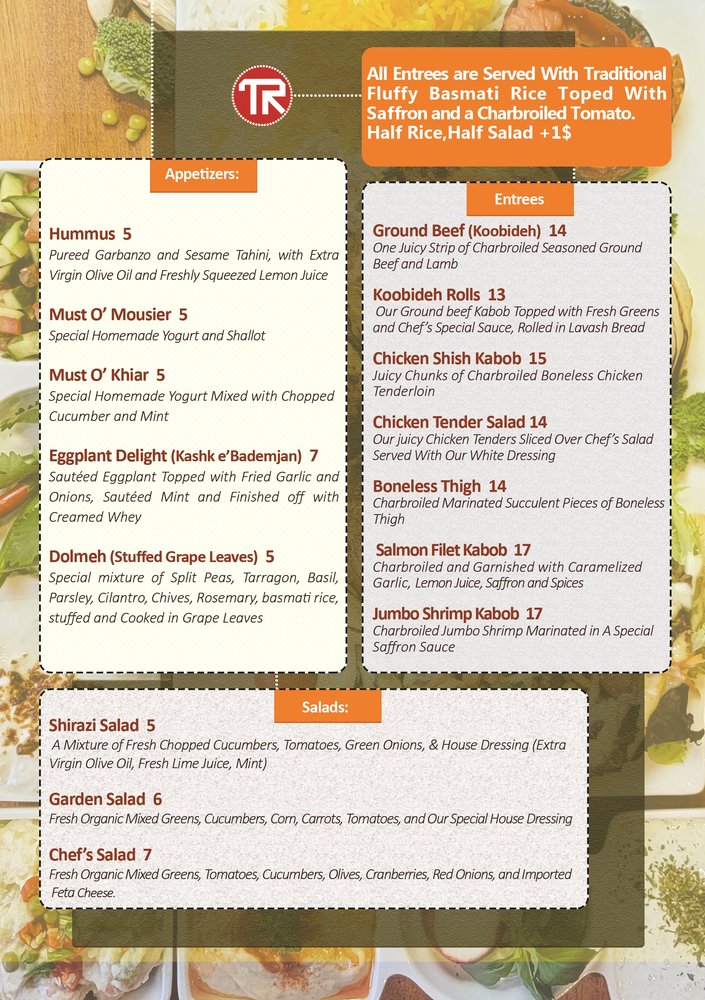 TR
All Entrees are Served With Traditional
Fluffy Basmati Rice Toped With
Saffron and a Charbroiled Tomato.
Half Rice,Half Salad +1$
Appetizers:
Hummus 5
Pureed Garbanzo and Sesame Tahini, with Extra
Virgin Olive Oil and Freshly Squeezed Lemon Juice
Must O’ Mousier 5
Special Homemade Yogurt and Shallot
Must O’ Khiar 5
Special Homemade Yogurt Mixed with Chopped
Cucumber and Mint
Eggplant Delight (Kashk e’Bademjan) 7
Sautéed Eggplant Topped with Fried Garlic and
Onions, Sautéed Mint and Finished off with
Creamed Whey
Dolmeh (Stuffed Grape Leaves) 5
Special mixture of Split Peas, Tarragon, Basil,
Parsley, Cilantro, Chives, Rosemary, basmati rice,
stuffed and Cooked in Grape Leaves
Entrees
Ground Beef (Koobideh) 14
One Juicy Strip of Charbroiled Seasoned Ground
Beef and Lamb
Koobideh Rolls 13
Our Ground beef Kabob Topped with Fresh Greens
and Chef’s Special Sauce, Rolled in Lavash Bread
Chicken Shish Kabob 15
Juicy Chunks of Charbroiled Boneless Chicken
Tenderloin
Chicken Tender Salad 14
Our juicy Chicken Tenders Sliced Over Chef’s Salad
Served With Our White Dressing
Boneless Thigh 14
Charbroiled Marinated Succulent Pieces of Boneless
Thigh
Salmon Filet Kabob 17
Charbroiled and Garnished with Caramelized
Garlic, Lemon Juice, Saffron and Spices
Jumbo Shrimp Kabob 17
Charbroiled Jumbo Shrimp Marinated in A Special
Saffron Sauce
Salads:
Shirazi Salad 5
A Mixture of Fresh Chopped Cucumbers, Tomatoes, Green Onions, & House Dressing (Extra
Virgin Olive Oil, Fresh Lime Juice, Mint)
Garden Salad 6
Fresh Organic Mixed Greens, Cucumbers, Corn, Carrots, Tomatoes, and Our Special House Dressing
Chef’s Salad 7
Fresh Organic Mixed Greens, Tomatoes, Cucumbers, Olives, Cranberries, Red Onions, and Imported
Feta Cheese.